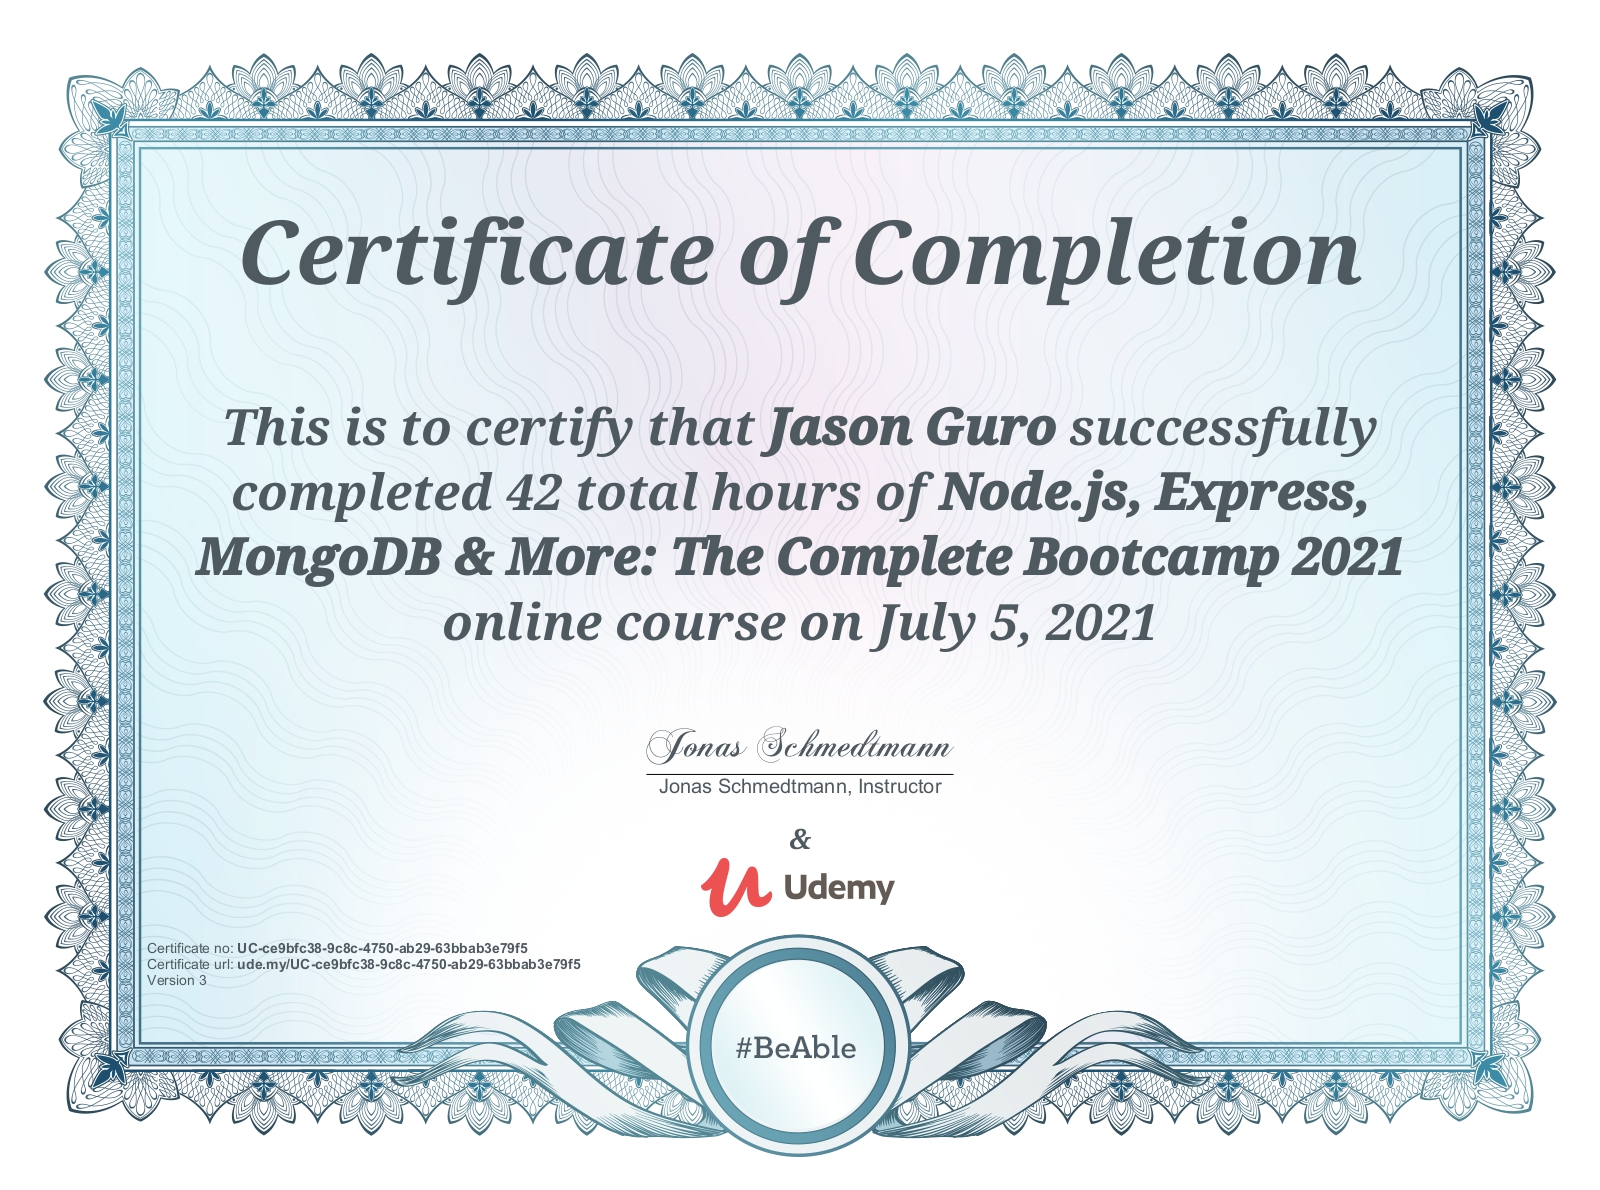 Certificate of Completion
This is to certify that Jason Guro successfully
completed 42 total hours of Node.js, Express,
MongoDB & More: The Complete Bootcamp 2021
online course on July 5, 2021
Jonas Schmedtmann
Jonas Schmedtmann, Instructor
&
Udemy
Certificate no: UC-ce9bfc38-9c8c-4750-ab29-63bbab3e79f5
Certificate url: ude.my/UC-ce9bfc38-9c8c-4750-ab29-63bbab3e79f5
Version 3
#BeAble